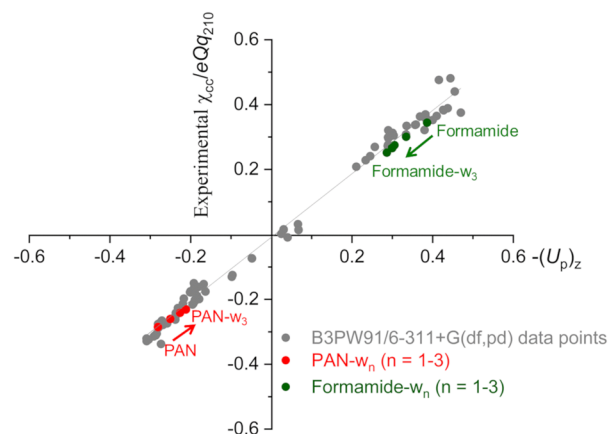 Experimental χcc/eQq210
0.6
0.4
0.2
-0.2
-0.4
-0.6
-0.6
-0.4
-0.2
0.2
0.4
0.6
0.0
-(Up)z
Formamide
Formamide-w3
PAN-w3
PAN
B3PW91/6-311+G(df,pd) data points
PAN-wn (n = 1-3)
Formamide-wn (n = 1-3)